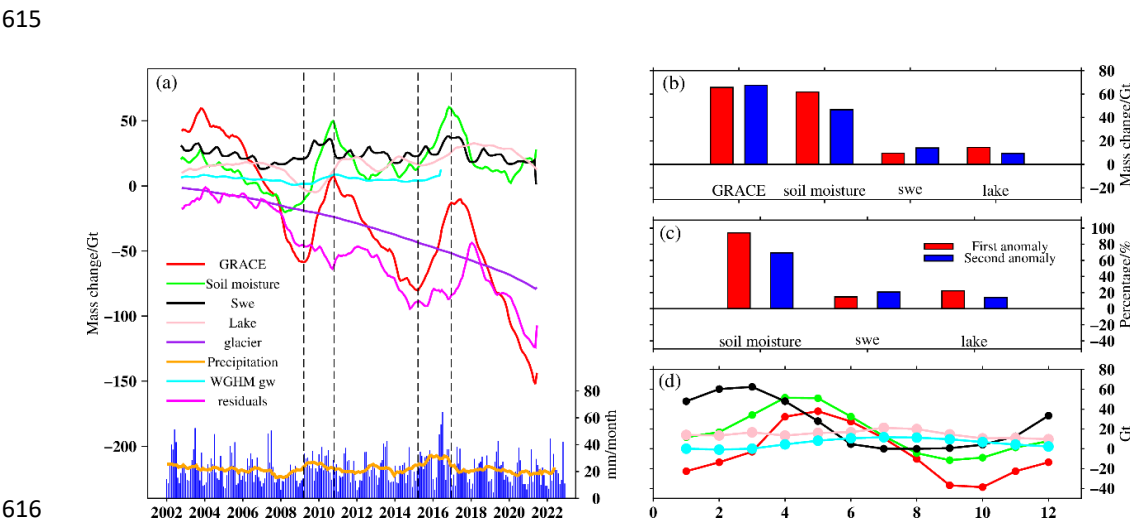 615
(a)
50
0
−50
−100
−150
−200
Mass change/Gt
GRACE
Soil moisture
Swe
Lake
glacier
Precipitation
WGHM gw
residuals
80
60
40
20
0
mm/month
2002 2004 2006 2008 2010 2012 2014 2016 2018 2020 2022
(b)
80
60
40
20
0
−20
Mass change/Gt
GRACE soil moisture swe lake
(c)
First anomaly
Second anomaly
100
80
60
40
20
0
−20
−40
Percentage/%
soil moisture swe lake
(d)
80
60
40
20
0
−20
−40
Gt
0 2 4 6 8 10 12
616